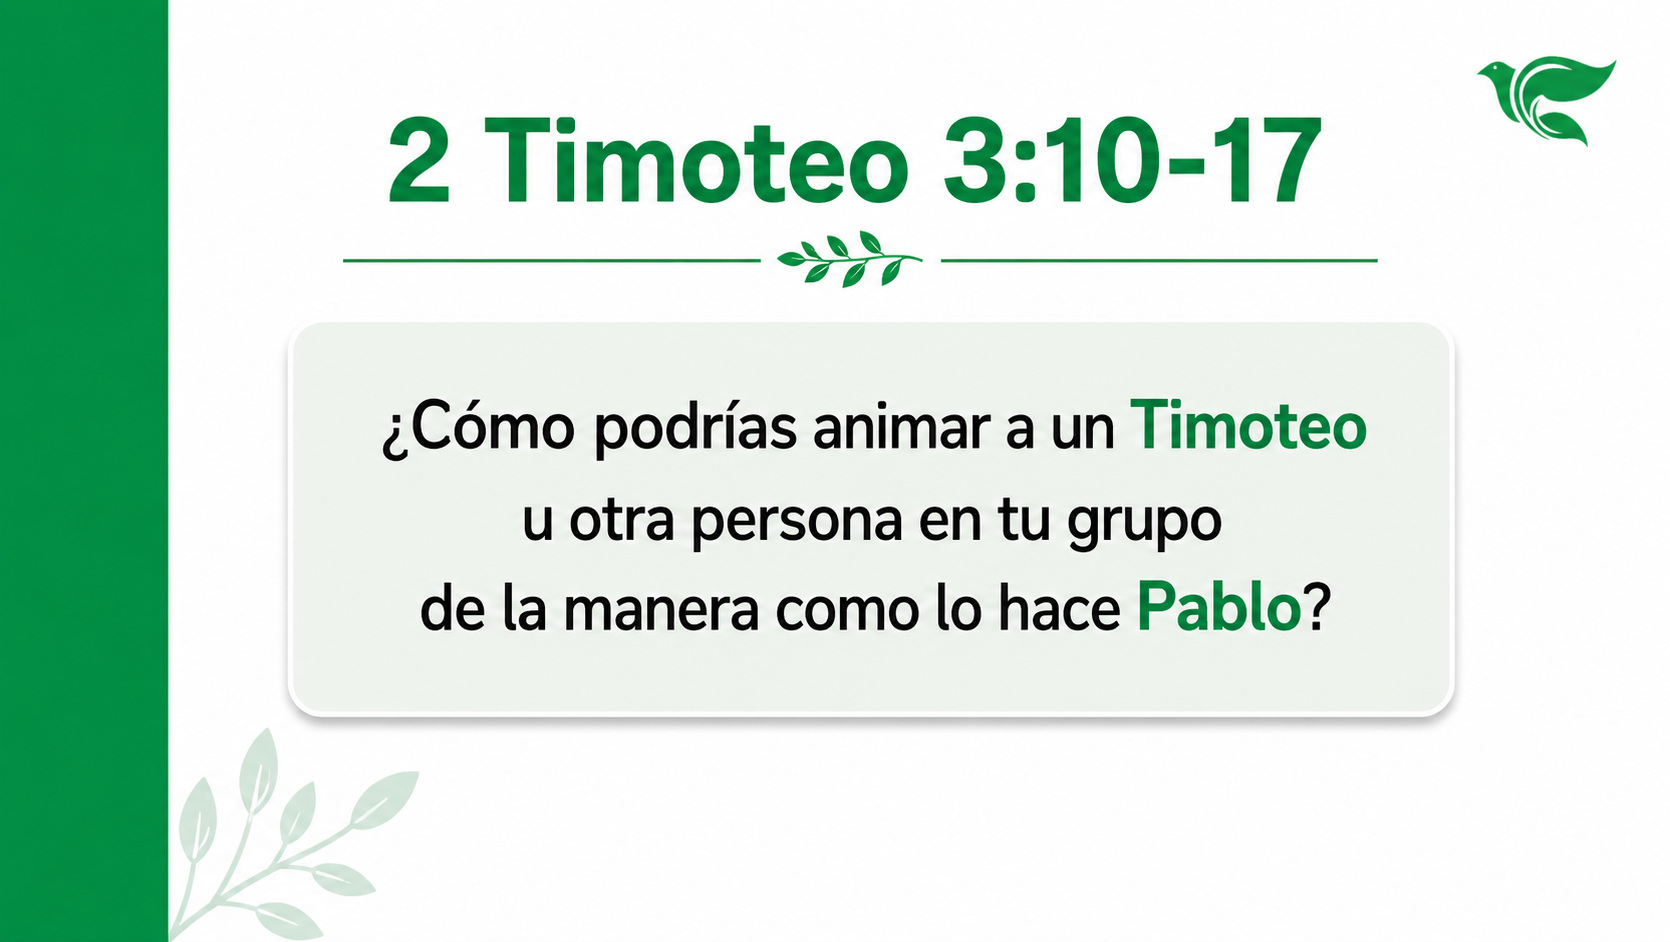 2 Timoteo 3:10-17
¿Cómo podrías animar a un Timoteo
u otra persona en tu grupo
de la manera como lo hace Pablo?